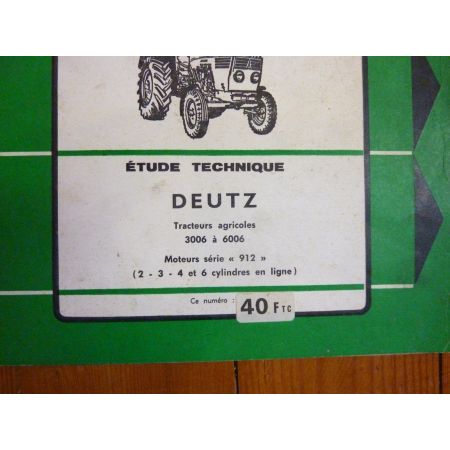 ÉTUDE TECHNIQUE
DEUTZ
Tracteurs agricoles
3006 à 6006
Moteurs série « 912 »
(2 - 3 - 4 et 6 cylindres en ligne)
Ce numéro : 40 F TC